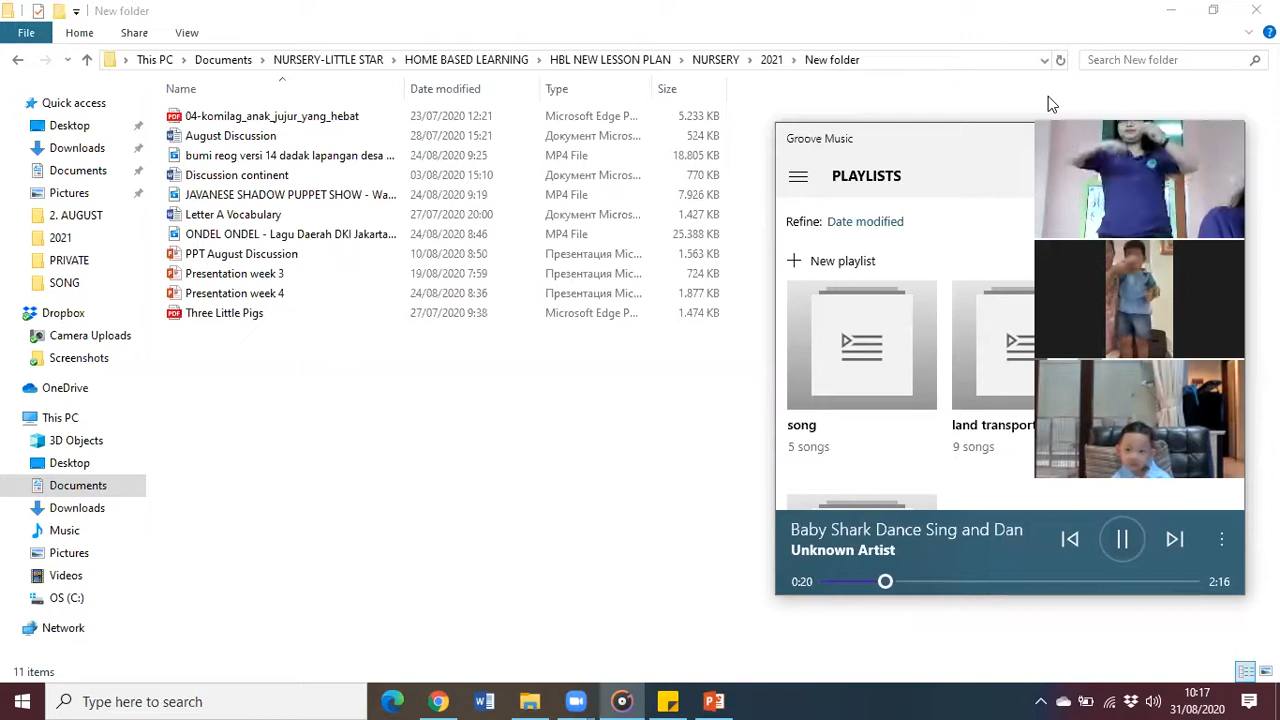 New folder
File Home Share View
This PC Documents NURSERY-LITTLE STAR HOME BASED LEARNING HBL NEW LESSON PLAN NURSERY 2021 New folder
Search New folder
Name Date modified Type Size
Quick access
Desktop
Downloads
Documents
Pictures
2. AUGUST
2021
PRIVATE
SONG
Dropbox
Camera Uploads
Screenshots
OneDrive
This PC
3D Objects
Desktop
Documents
Downloads
Music
Pictures
Videos
OS (C:)
Network
04-komilag_anak_jujur_yang_hebat 23/07/2020 12:21 Microsoft Edge P... 5.233 KB
August Discussion 28/07/2020 15:21 Документ Micros... 524 KB
bumi reog versi 14 dadak lapangan desa ... 24/08/2020 9:25 MP4 File 18.805 KB
Discussion continent 03/08/2020 15:10 Документ Micros... 770 KB
JAVANESE SHADOW PUPPET SHOW - Wa... 24/08/2020 9:19 MP4 File 7.926 KB
Letter A Vocabulary 27/07/2020 20:00 Документ Micros... 1.427 KB
ONDEL ONDEL - Lagu Daerah DKI Jakarta... 24/08/2020 8:46 MP4 File 25.388 KB
PPT August Discussion 10/08/2020 8:50 Презентация Mic... 1.563 KB
Presentation week 3 19/08/2020 7:59 Презентация Mic... 724 KB
Presentation week 4 24/08/2020 8:36 Презентация Mic... 1.877 KB
Three Little Pigs 27/07/2020 9:38 Microsoft Edge P... 1.474 KB
Groove Music
PLAYLISTS
Refine: Date modified
New playlist
song
5 songs
land transport
9 songs
Baby Shark Dance Sing and Dan
Unknown Artist
0:20 2:16
11 items
Type here to search
10:17
31/08/2020